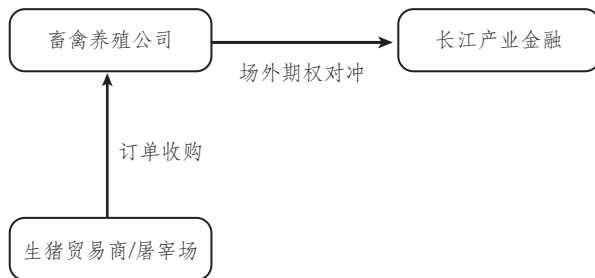 畜禽养殖公司
长江产业金融
场外期权对冲
订单收购
生猪贸易商/屠宰场